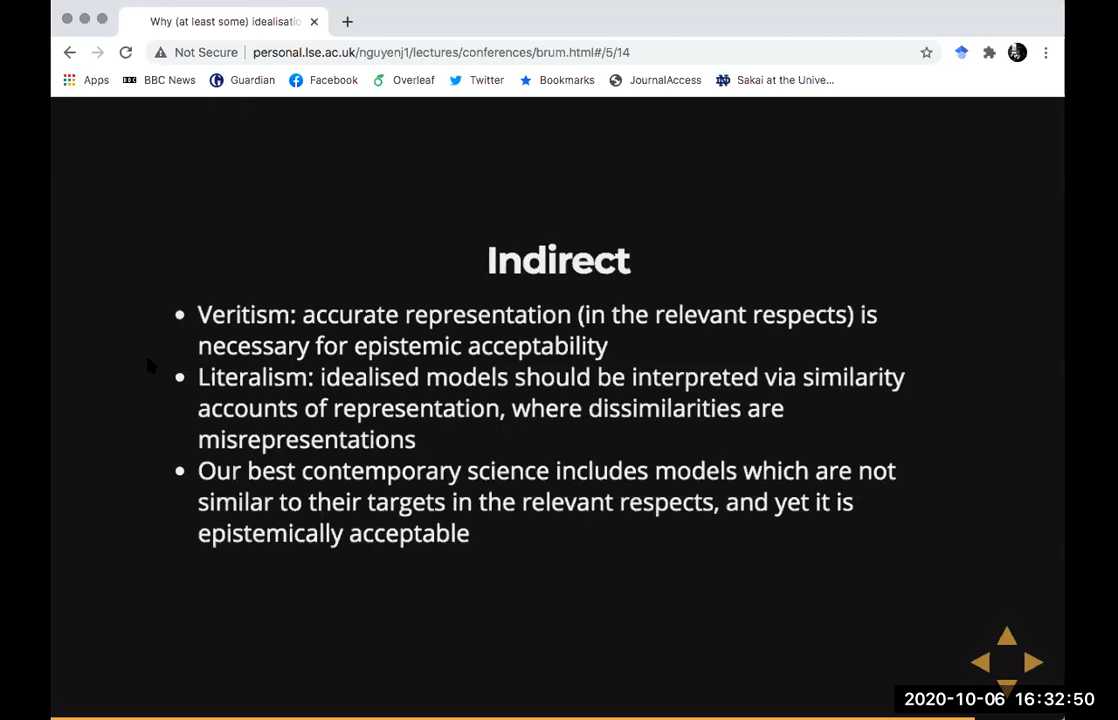 Why (at least some) idealisatio
Not Secure personal.lse.ac.uk/nguyenj1/lectures/conferences/brum.html#/5/14
Apps BBC News Guardian Facebook Overleaf Twitter Bookmarks JournalAccess Sakai at the Unive...
Indirect
• Veritism: accurate representation (in the relevant respects) is
necessary for epistemic acceptability
• Literalism: idealised models should be interpreted via similarity
accounts of representation, where dissimilarities are
misrepresentations
• Our best contemporary science includes models which are not
similar to their targets in the relevant respects, and yet it is
epistemically acceptable
2020-10-06 16:32:50